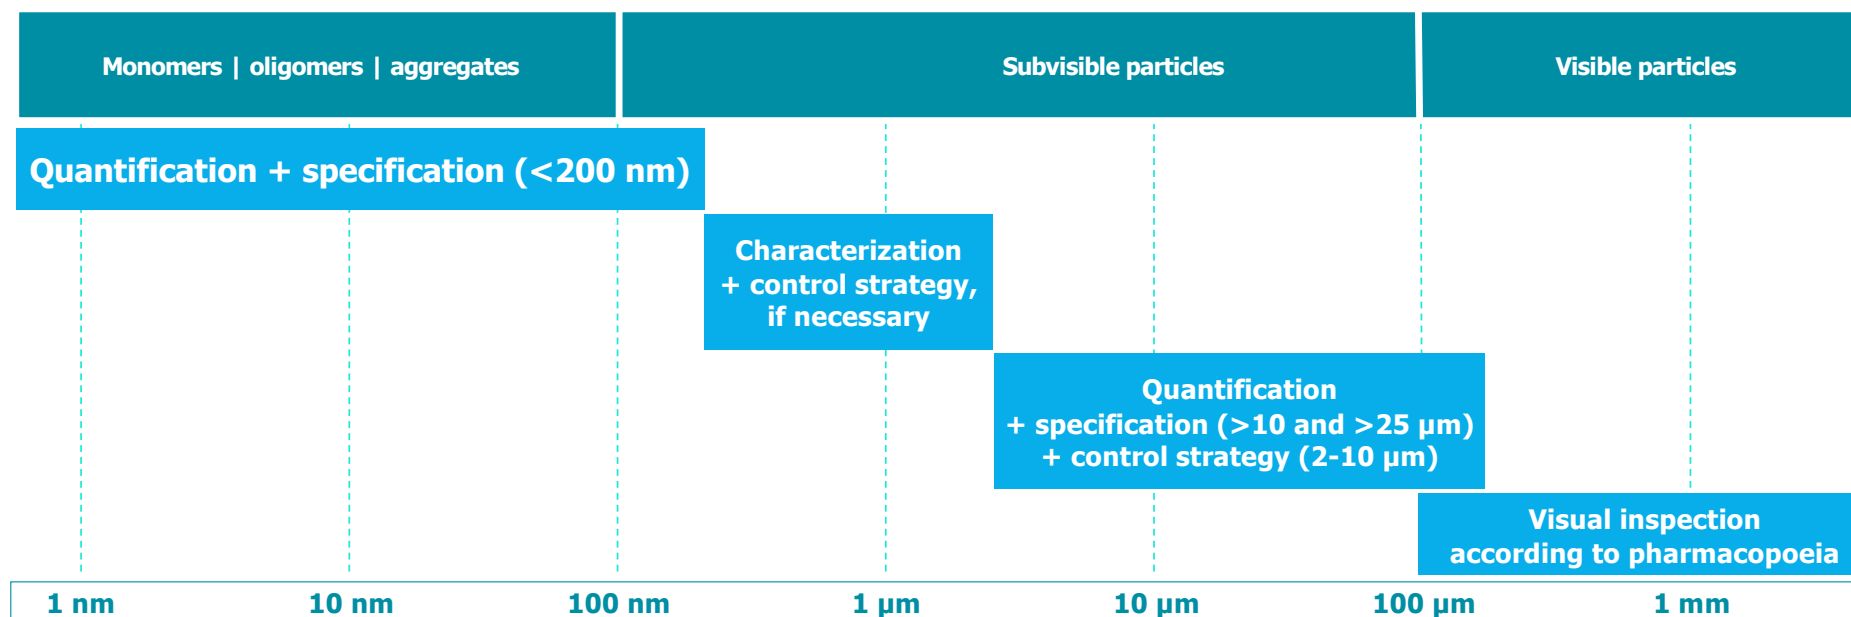 Monomers | oligomers | aggregates
Subvisible particles
Visible particles
Quantification + specification (<200 nm)
Characterization
+ control strategy,
if necessary
Quantification
+ specification (>10 and >25 µm)
+ control strategy (2-10 µm)
Visual inspection
according to pharmacopoeia
1 nm
10 nm
100 nm
1 µm
10 µm
100 µm
1 mm